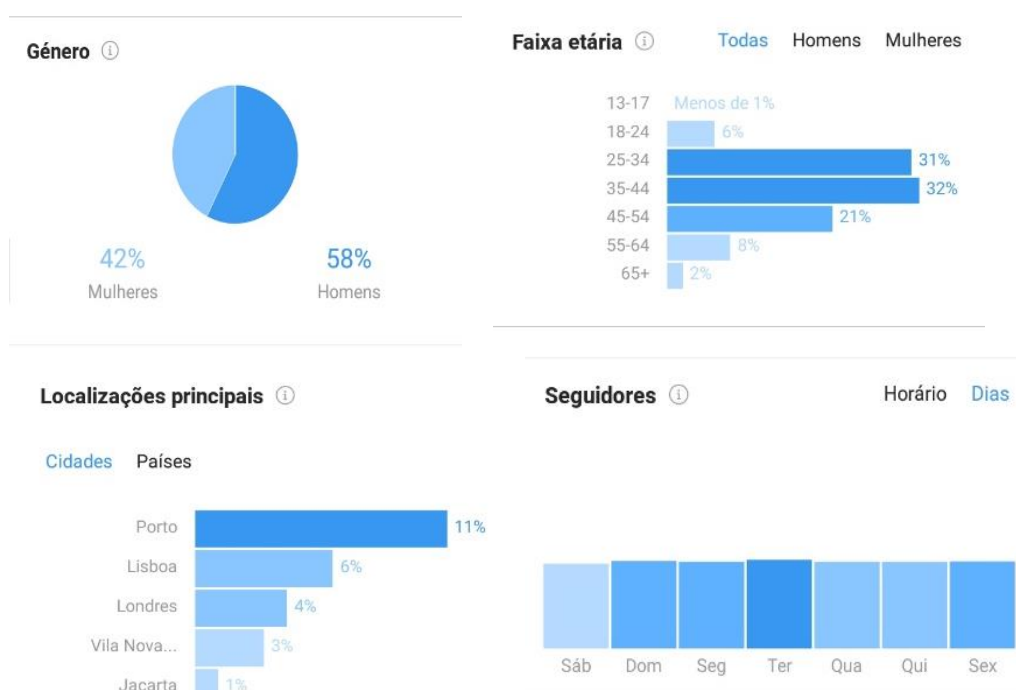 Género
42%
Mulheres
58%
Homens
Faixa etária
Todas Homens Mulheres
13-17 Menos de 1%
18-24 6%
25-34 31%
35-44 32%
45-54 21%
55-64 8%
65+ 2%
Localizações principais
Cidades Países
Porto 11%
Lisboa 6%
Londres 4%
Vila Nova... 3%
Jacarta 1%
Seguidores
Horário Dias
Sáb Dom Seg Ter Qua Qui Sex